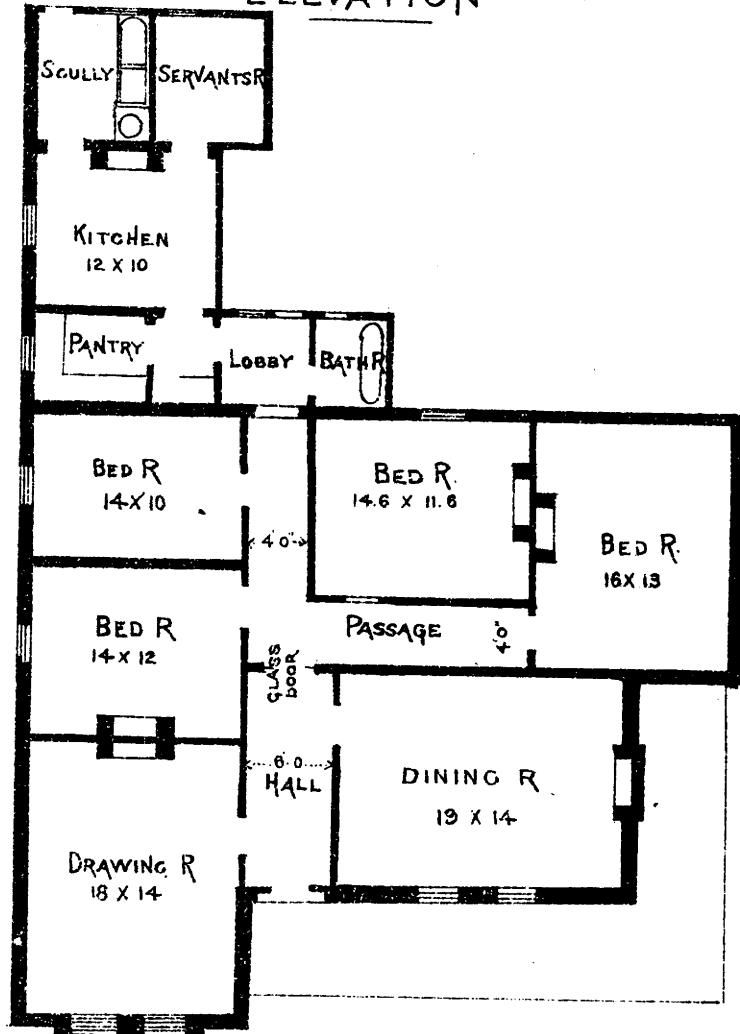 ELEVATION
SCULLY
SERVANTS R
KITCHEN
12 X 10
PANTRY
LOBBY
BATH R
BED R
14 X 10
BED R.
14.6 X 11.6
4'0"
BED R.
16 X 13
BED R
14 X 12
PASSAGE
4'0"
GLASS
DOOR
6.0
HALL
DINING R
19 X 14
DRAWING R
18 X 14